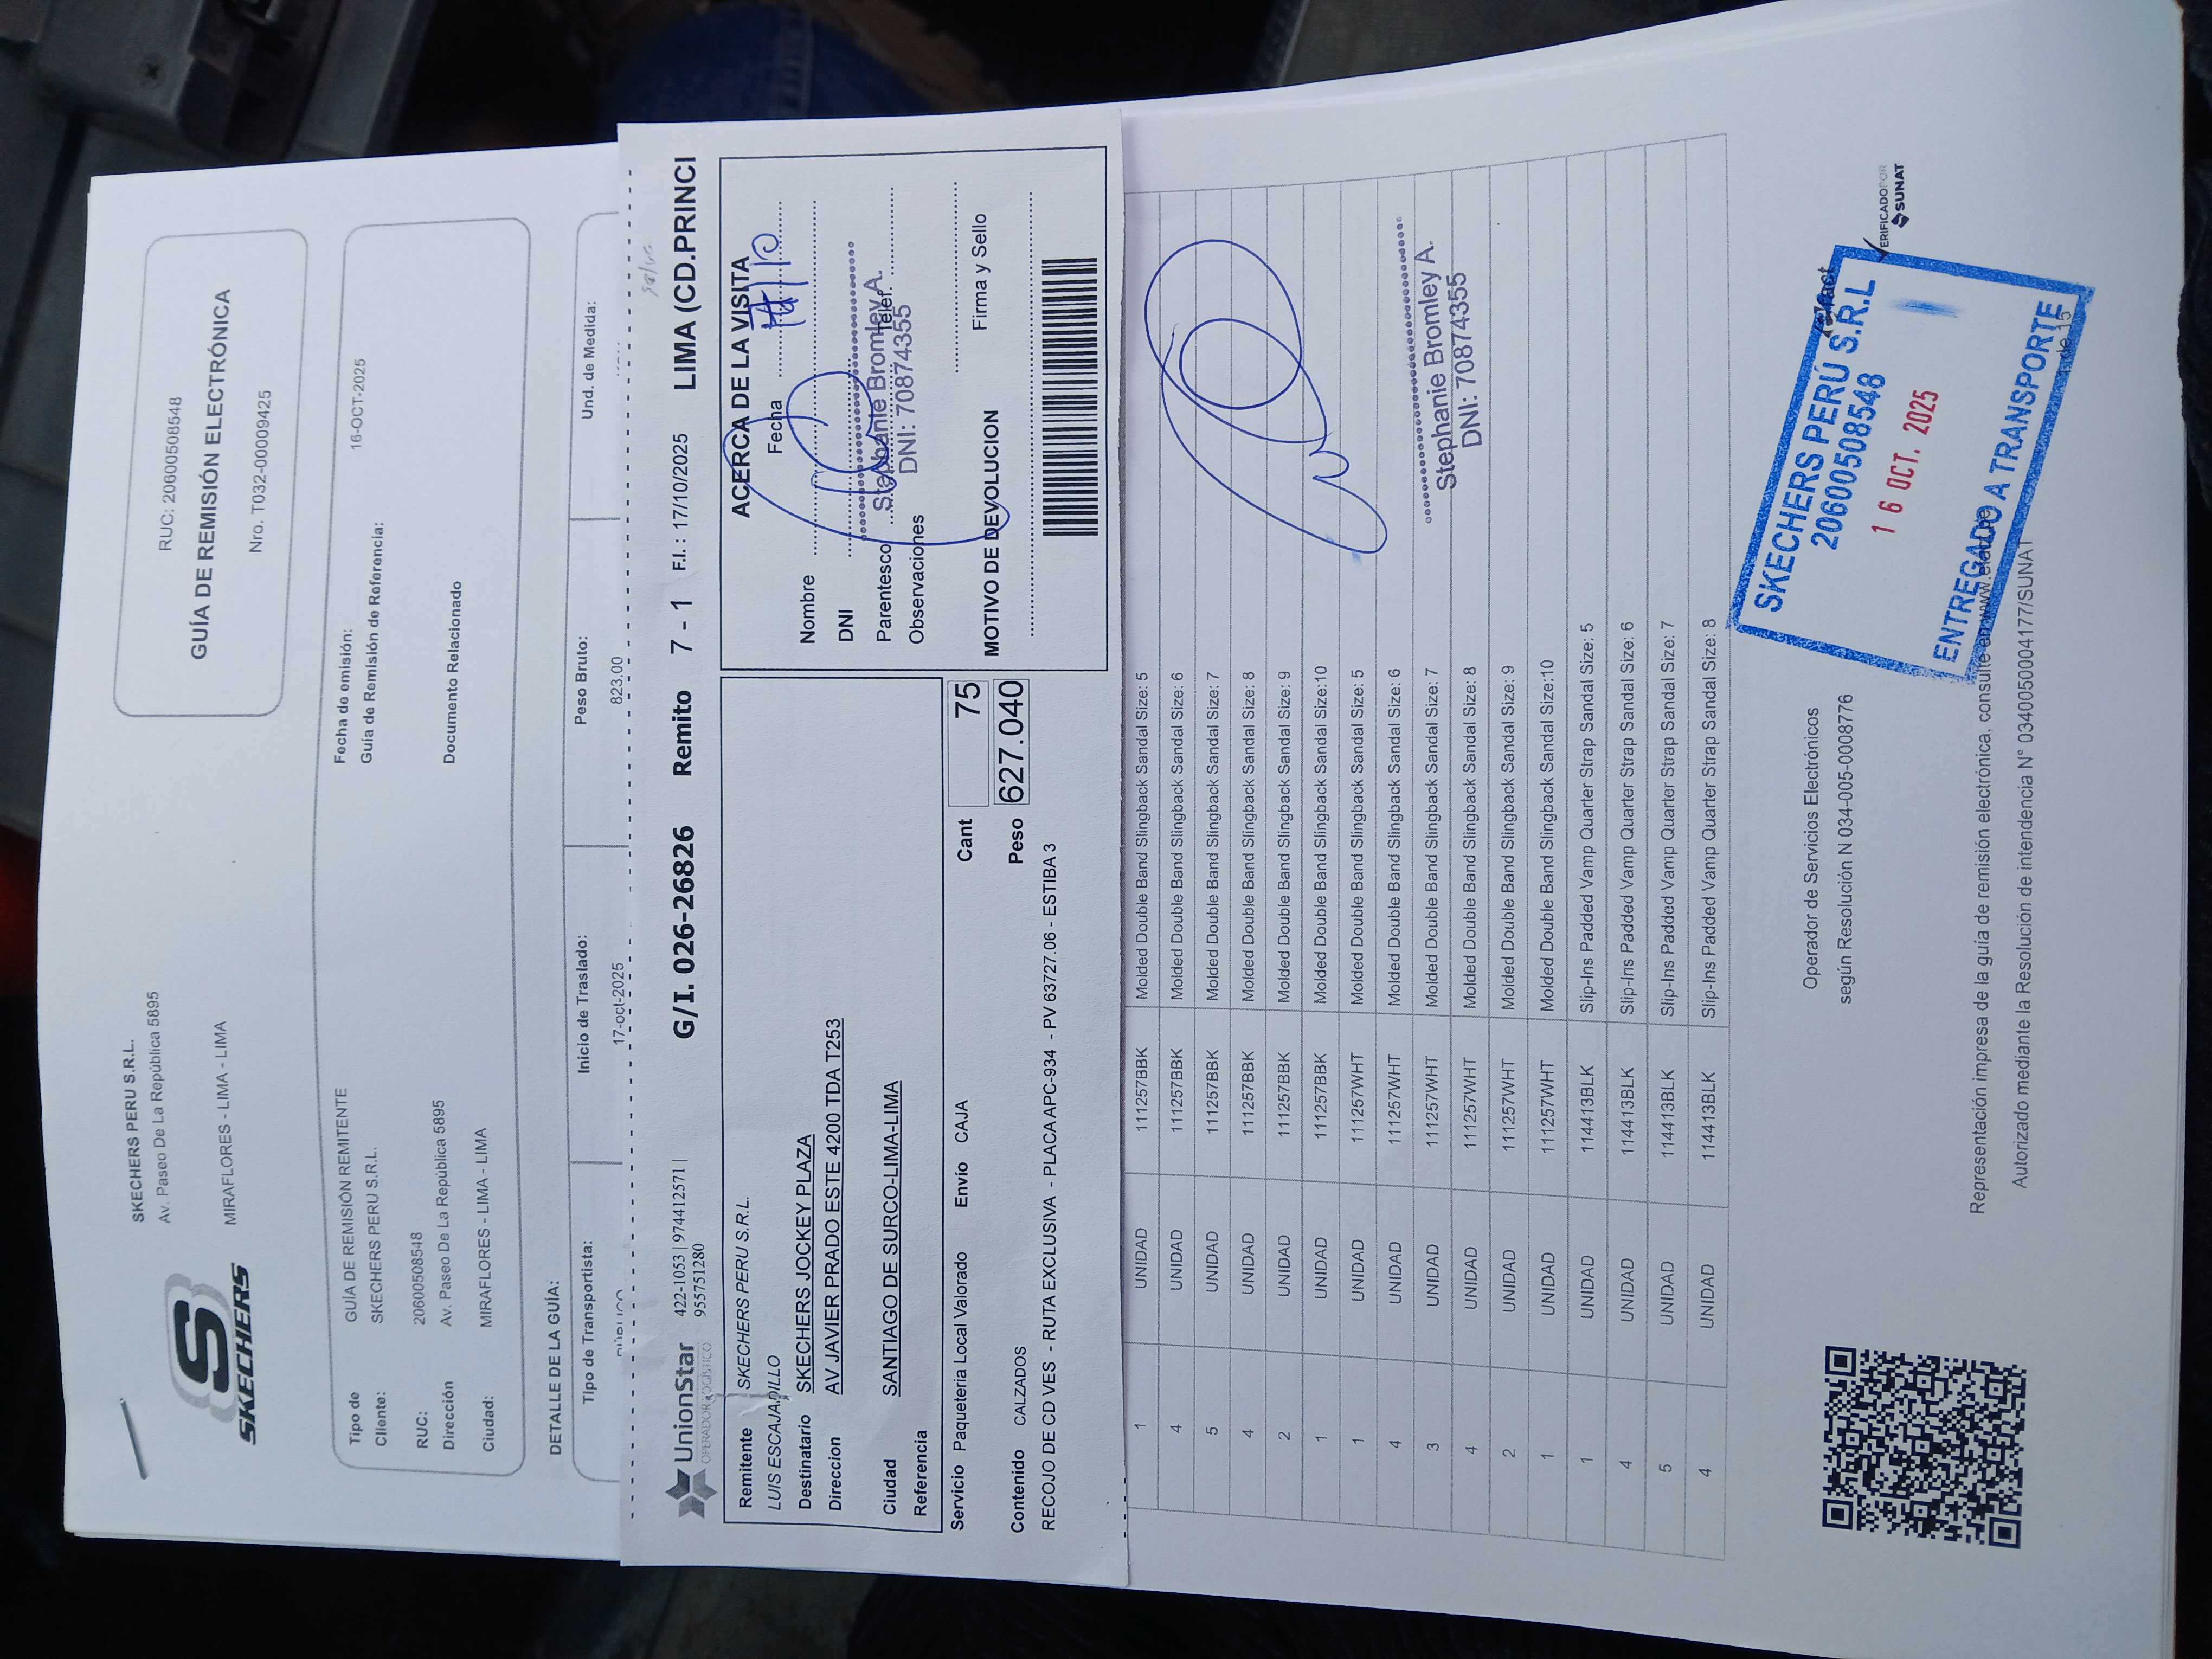 SKECHERS
SKECHERS PERU S.R.L.
Av. Paseo De La República 5895
MIRAFLORES - LIMA - LIMA
RUC: 20600508548
GUÍA DE REMISIÓN ELECTRÓNICA
Nro. T032-00009425
Tipo de GUÍA DE REMISIÓN REMITENTE
Cliente: SKECHERS PERU S.R.L.
RUC: 20600508548
Dirección Av. Paseo De La República 5895
Ciudad: MIRAFLORES - LIMA - LIMA
Fecha de emisión: 16-OCT-2025
Guía de Remisión de Referencia:
Documento Relacionado
DETALLE DE LA GUÍA:
Tipo de Transportista: Inicio de Traslado: Peso Bruto: Und. de Medida:
17-oct-2025 823.00
UnionStar
OPERADOR LOGÍSTICO
422-1053 | 974412571 |
955751280
G/I. 026-26826 Remito 7 - 1 F.I. : 17/10/2025 LIMA (CD.PRINCI
Remitente SKECHERS PERU S.R.L.
LUIS ESCAJADILLO
Destinatario SKECHERS JOCKEY PLAZA
Direccion AV JAVIER PRADO ESTE 4200 TDA T253
Ciudad SANTIAGO DE SURCO-LIMA-LIMA
Referencia
Servicio Paqueteria Local Valorado Envío CAJA Cant 75
Contenido CALZADOS Peso 627.040
RECOJO DE CD VES - RUTA EXCLUSIVA - PLACA APC-934 - PV 63727.06 - ESTIBA 3
ACERCA DE LA VISITA
Fecha
Nombre
DNI
Parentesco Telef.
Observaciones
Stephanie Bromley A.
DNI: 70874355
Firma y Sello
MOTIVO DE DEVOLUCION
1 UNIDAD 111257BBK Molded Double Band Slingback Sandal Size: 5
4 UNIDAD 111257BBK Molded Double Band Slingback Sandal Size: 6
5 UNIDAD 111257BBK Molded Double Band Slingback Sandal Size: 7
4 UNIDAD 111257BBK Molded Double Band Slingback Sandal Size: 8
2 UNIDAD 111257BBK Molded Double Band Slingback Sandal Size: 9
1 UNIDAD 111257BBK Molded Double Band Slingback Sandal Size:10
1 UNIDAD 111257WHT Molded Double Band Slingback Sandal Size: 5
4 UNIDAD 111257WHT Molded Double Band Slingback Sandal Size: 6
3 UNIDAD 111257WHT Molded Double Band Slingback Sandal Size: 7
4 UNIDAD 111257WHT Molded Double Band Slingback Sandal Size: 8
2 UNIDAD 111257WHT Molded Double Band Slingback Sandal Size: 9
1 UNIDAD 111257WHT Molded Double Band Slingback Sandal Size:10
1 UNIDAD 114413BLK Slip-Ins Padded Vamp Quarter Strap Sandal Size: 5
4 UNIDAD 114413BLK Slip-Ins Padded Vamp Quarter Strap Sandal Size: 6
5 UNIDAD 114413BLK Slip-Ins Padded Vamp Quarter Strap Sandal Size: 7
4 UNIDAD 114413BLK Slip-Ins Padded Vamp Quarter Strap Sandal Size: 8
Stephanie Bromley A.
DNI: 70874355
Operador de Servicios Electrónicos
según Resolución N 034-005-0008776
VERIFICADO POR
SUNAT
SKECHERS PERÚ S.R.L
20600508548
16 OCT. 2025
ENTREGADO A TRANSPORTE
Representación impresa de la guía de remisión electrónica, consulte en
Autorizado mediante la Resolución de intendencia N° 0340050004177/SUNAT